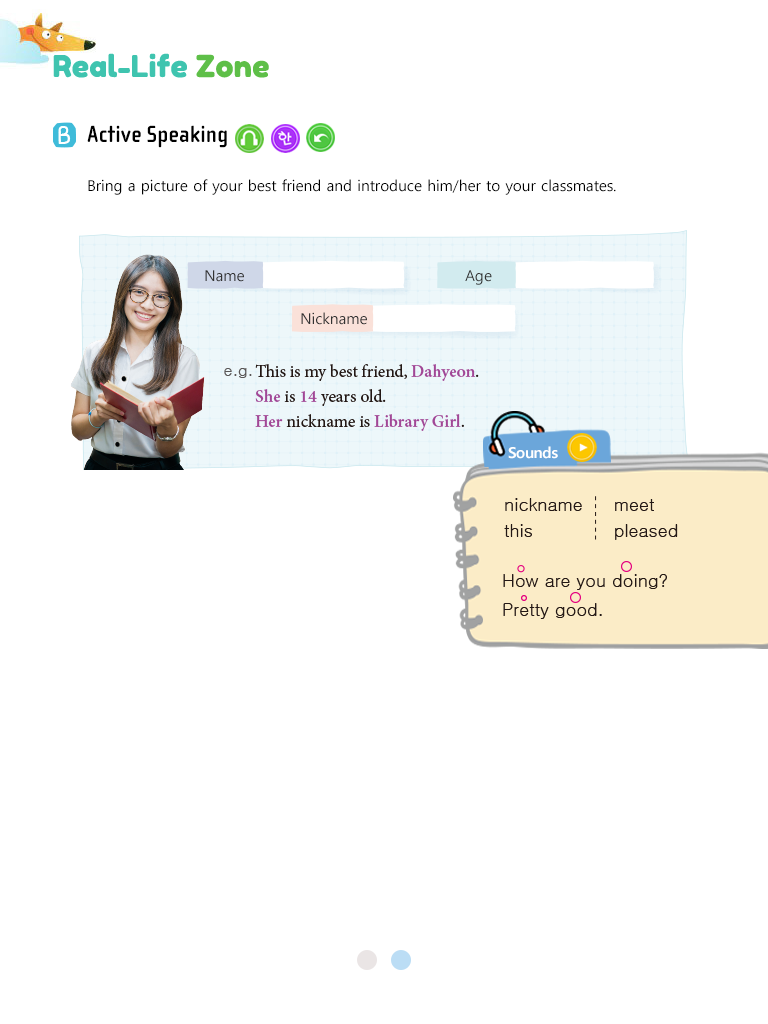 Real-Life Zone
B Active Speaking 한
Bring a picture of your best friend and introduce him/her to your classmates.
Name
Age
Nickname
e.g. This is my best friend, Dahyeon.
She is 14 years old.
Her nickname is Library Girl.
Sounds
nickname meet
this pleased
How are you doing?
Pretty good.